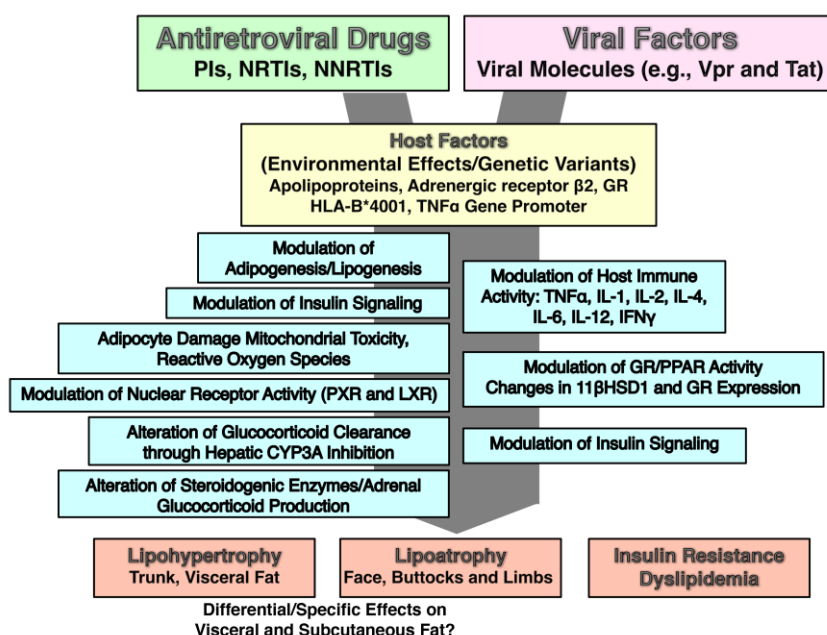 Antiretroviral Drugs
PIs, NRTIs, NNRTIs
Viral Factors
Viral Molecules (e.g., Vpr and Tat)
Host Factors
(Environmental Effects/Genetic Variants)
Apolipoproteins, Adrenergic receptor β2, GR
HLA-B*4001, TNFα Gene Promoter
Modulation of
Adipogenesis/Lipogenesis
Modulation of Insulin Signaling
Adipocyte Damage Mitochondrial Toxicity,
Reactive Oxygen Species
Modulation of Nuclear Receptor Activity (PXR and LXR)
Alteration of Glucocorticoid Clearance
through Hepatic CYP3A Inhibition
Alteration of Steroidogenic Enzymes/Adrenal
Glucocorticoid Production
Modulation of Host Immune
Activity: TNFα, IL-1, IL-2, IL-4,
IL-6, IL-12, IFNγ
Modulation of GR/PPAR Activity
Changes in 11βHSD1 and GR Expression
Modulation of Insulin Signaling
Lipohypertrophy
Trunk, Visceral Fat
Lipoatrophy
Face, Buttocks and Limbs
Insulin Resistance
Dyslipidemia
Differential/Specific Effects on
Visceral and Subcutaneous Fat?